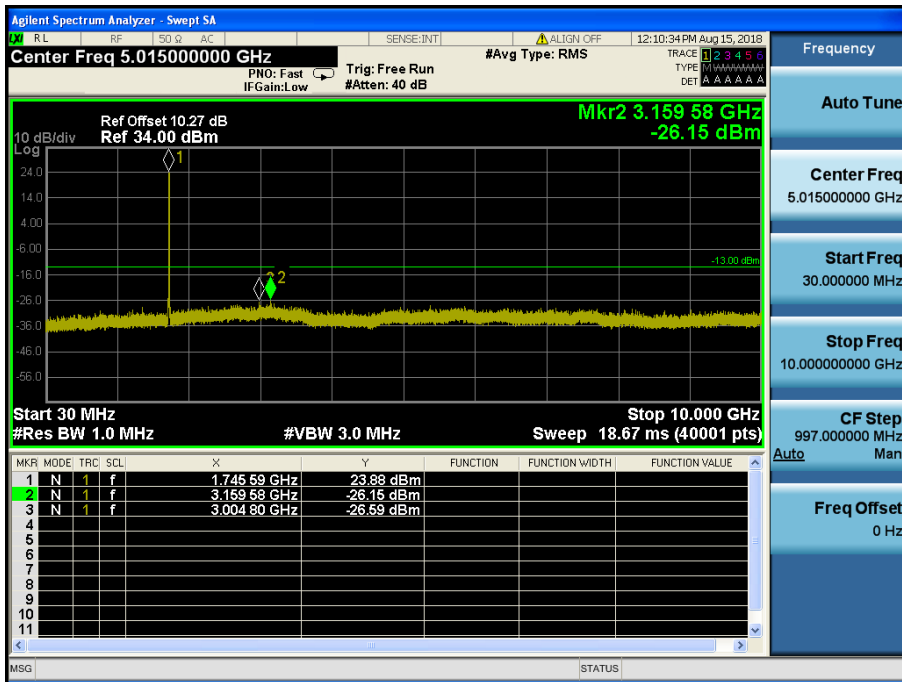 Agilent Spectrum Analyzer - Swept SA
LXI RL RF 50 Ω AC SENSE:INT ALIGN OFF 12:10:34 PM Aug 15, 2018
Center Freq 5.015000000 GHz
PNO: Fast
IFGain:Low
Trig: Free Run
#Atten: 40 dB
#Avg Type: RMS
TRACE 1 2 3 4 5 6
TYPE M
DET A A A A A A
Frequency
Auto Tune
Center Freq
5.015000000 GHz
Start Freq
30.000000 MHz
Stop Freq
10.000000000 GHz
CF Step
997.000000 MHz
Auto Man
Freq Offset
0 Hz
Mkr2 3.159 58 GHz
-26.15 dBm
Ref Offset 10.27 dB
10 dB/div Ref 34.00 dBm
Log
1
24.0
14.0
4.00
-6.00
-13.00 dBm
-16.0
2
-26.0
-36.0
-46.0
-56.0
Start 30 MHz Stop 10.000 GHz
#Res BW 1.0 MHz #VBW 3.0 MHz Sweep 18.67 ms (40001 pts)
MKR MODE TRC SCL X Y FUNCTION FUNCTION WIDTH FUNCTION VALUE
1 N 1 f 1.745 59 GHz 23.88 dBm
2 N 1 f 3.159 58 GHz -26.15 dBm
3 N 1 f 3.004 80 GHz -26.59 dBm
4
5
6
7
8
9
10
11
MSG STATUS